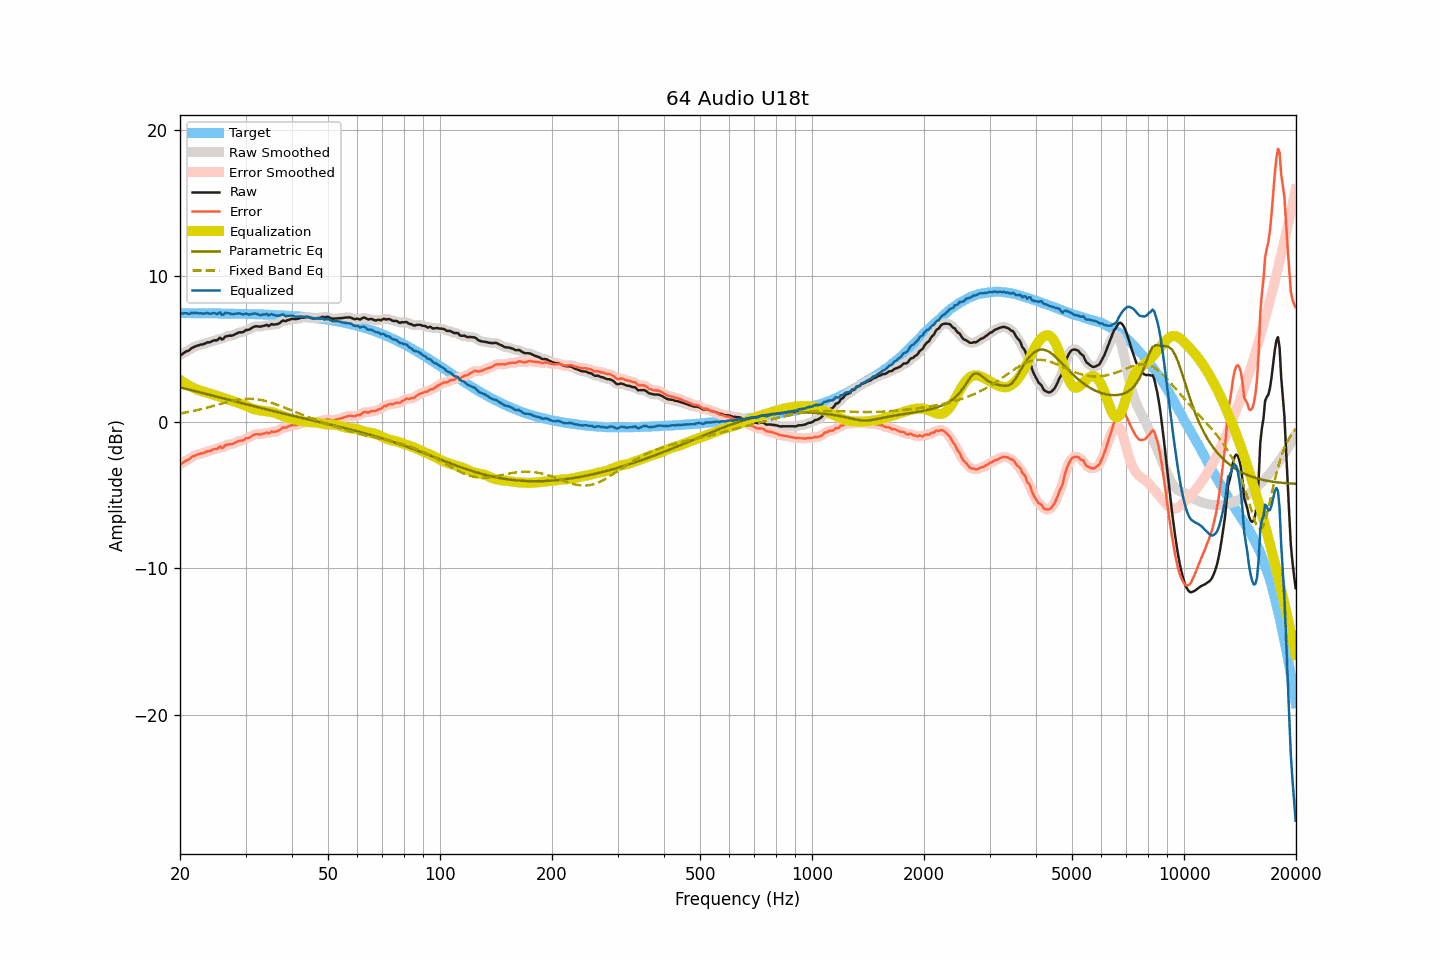 64 Audio U18t
20
10
0
−10
−20
Amplitude (dBr)
Target
Raw Smoothed
Error Smoothed
Raw
Error
Equalization
Parametric Eq
Fixed Band Eq
Equalized
20 50 100 200 500 1000 2000 5000 10000 20000
Frequency (Hz)